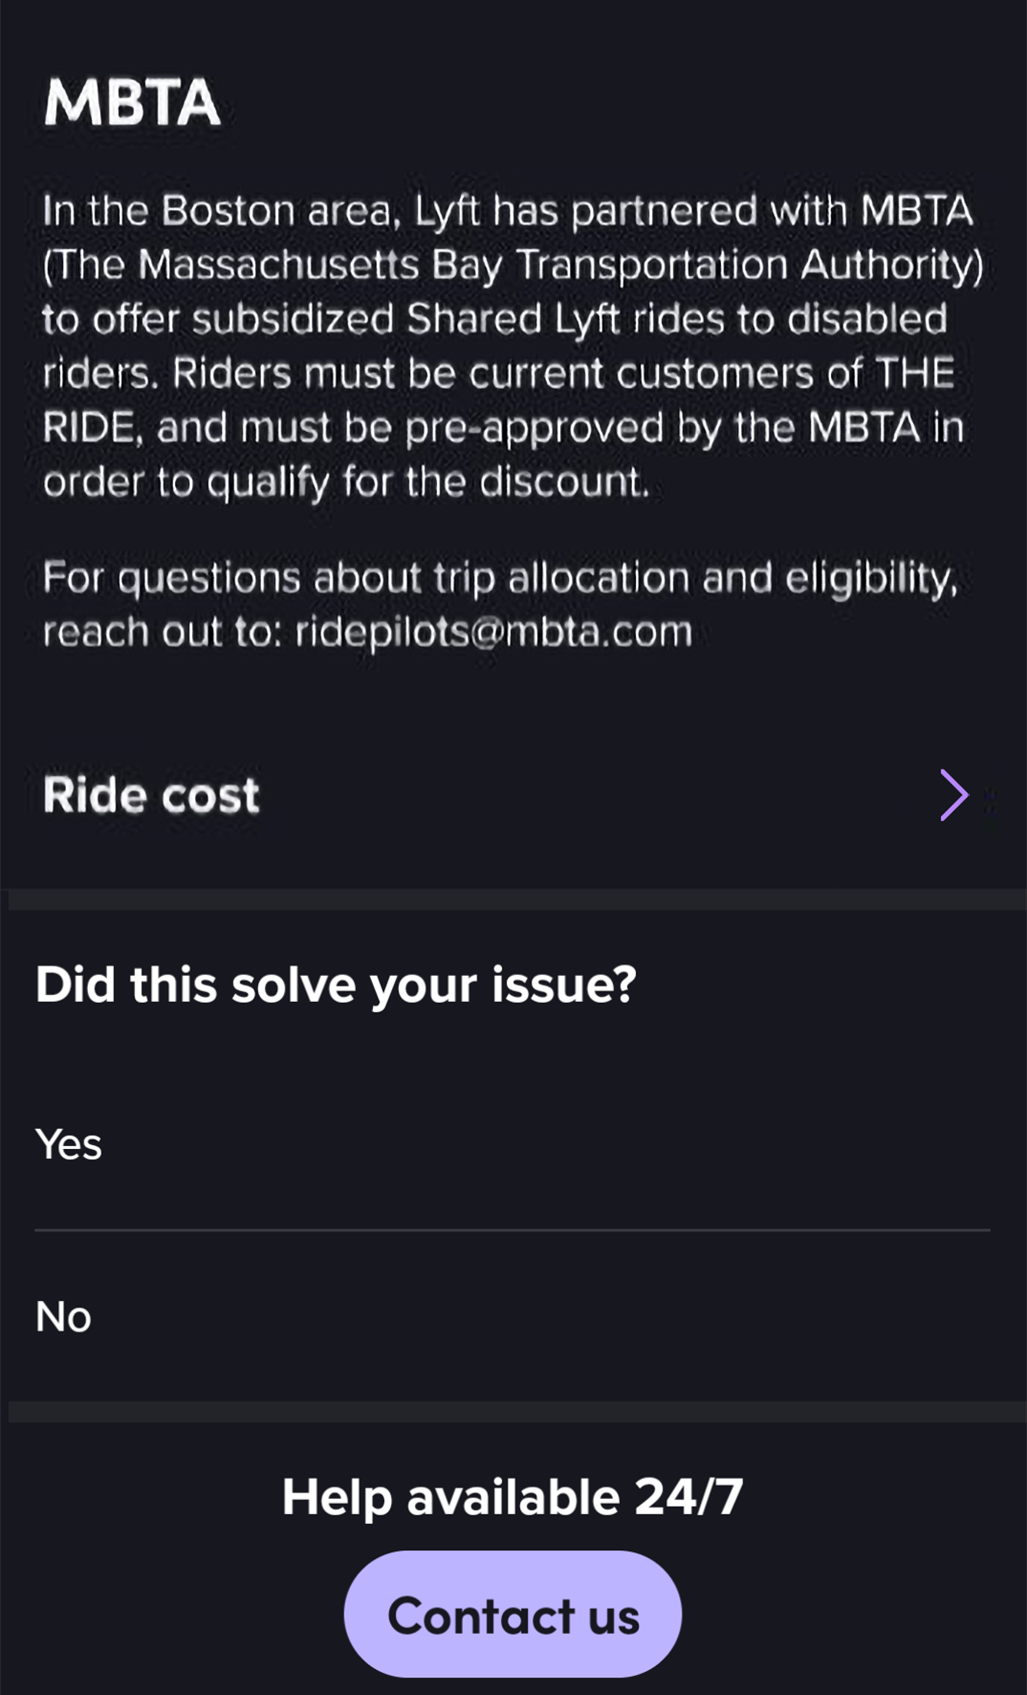 MBTA
In the Boston area, Lyft has partnered with MBTA
(The Massachusetts Bay Transportation Authority)
to offer subsidized Shared Lyft rides to disabled
riders. Riders must be current customers of THE
RIDE, and must be pre-approved by the MBTA in
order to qualify for the discount.
For questions about trip allocation and eligibility,
reach out to: ridepilots@mbta.com
Ride cost
Did this solve your issue?
Yes
No
Help available 24/7
Contact us